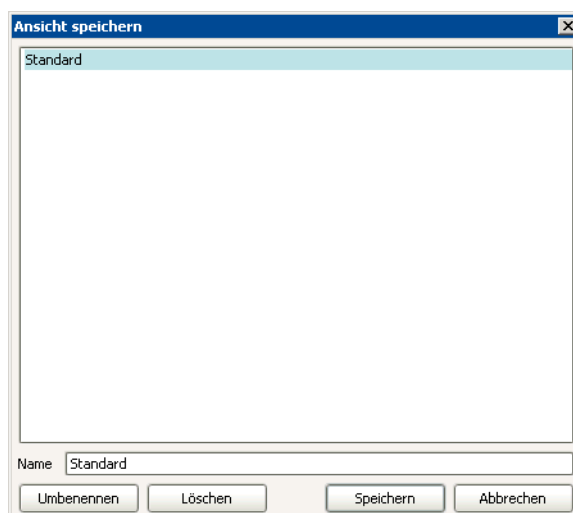 Ansicht speichern
Standard
Name Standard
Umbenennen Löschen Speichern Abbrechen